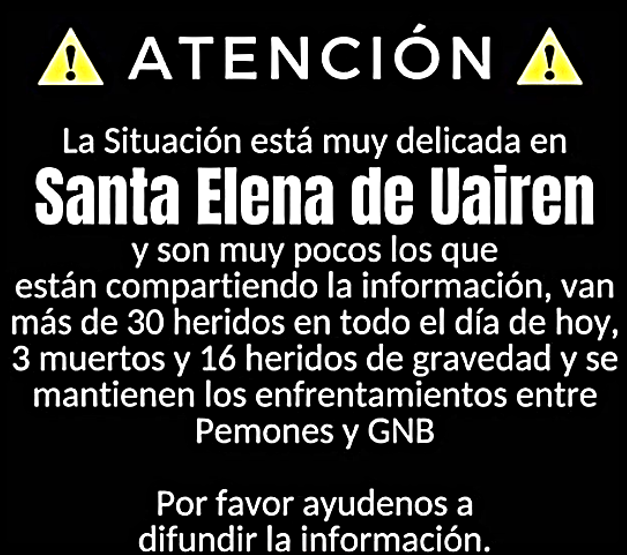 ATENCIÓN
La Situación está muy delicada en
Santa Elena de Uairen
y son muy pocos los que
están compartiendo la información, van
más de 30 heridos en todo el día de hoy,
3 muertos y 16 heridos de gravedad y se
mantienen los enfrentamientos entre
Pemones y GNB
Por favor ayudenos a
difundir la información.